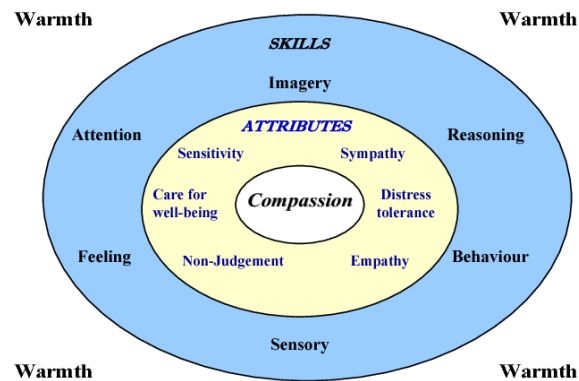 Warmth Warmth
SKILLS
Imagery
Attention Reasoning
ATTRIBUTES
Sensitivity Sympathy
Care for
well-being
Compassion
Distress
tolerance
Feeling Non-Judgement Empathy Behaviour
Sensory
Warmth Warmth